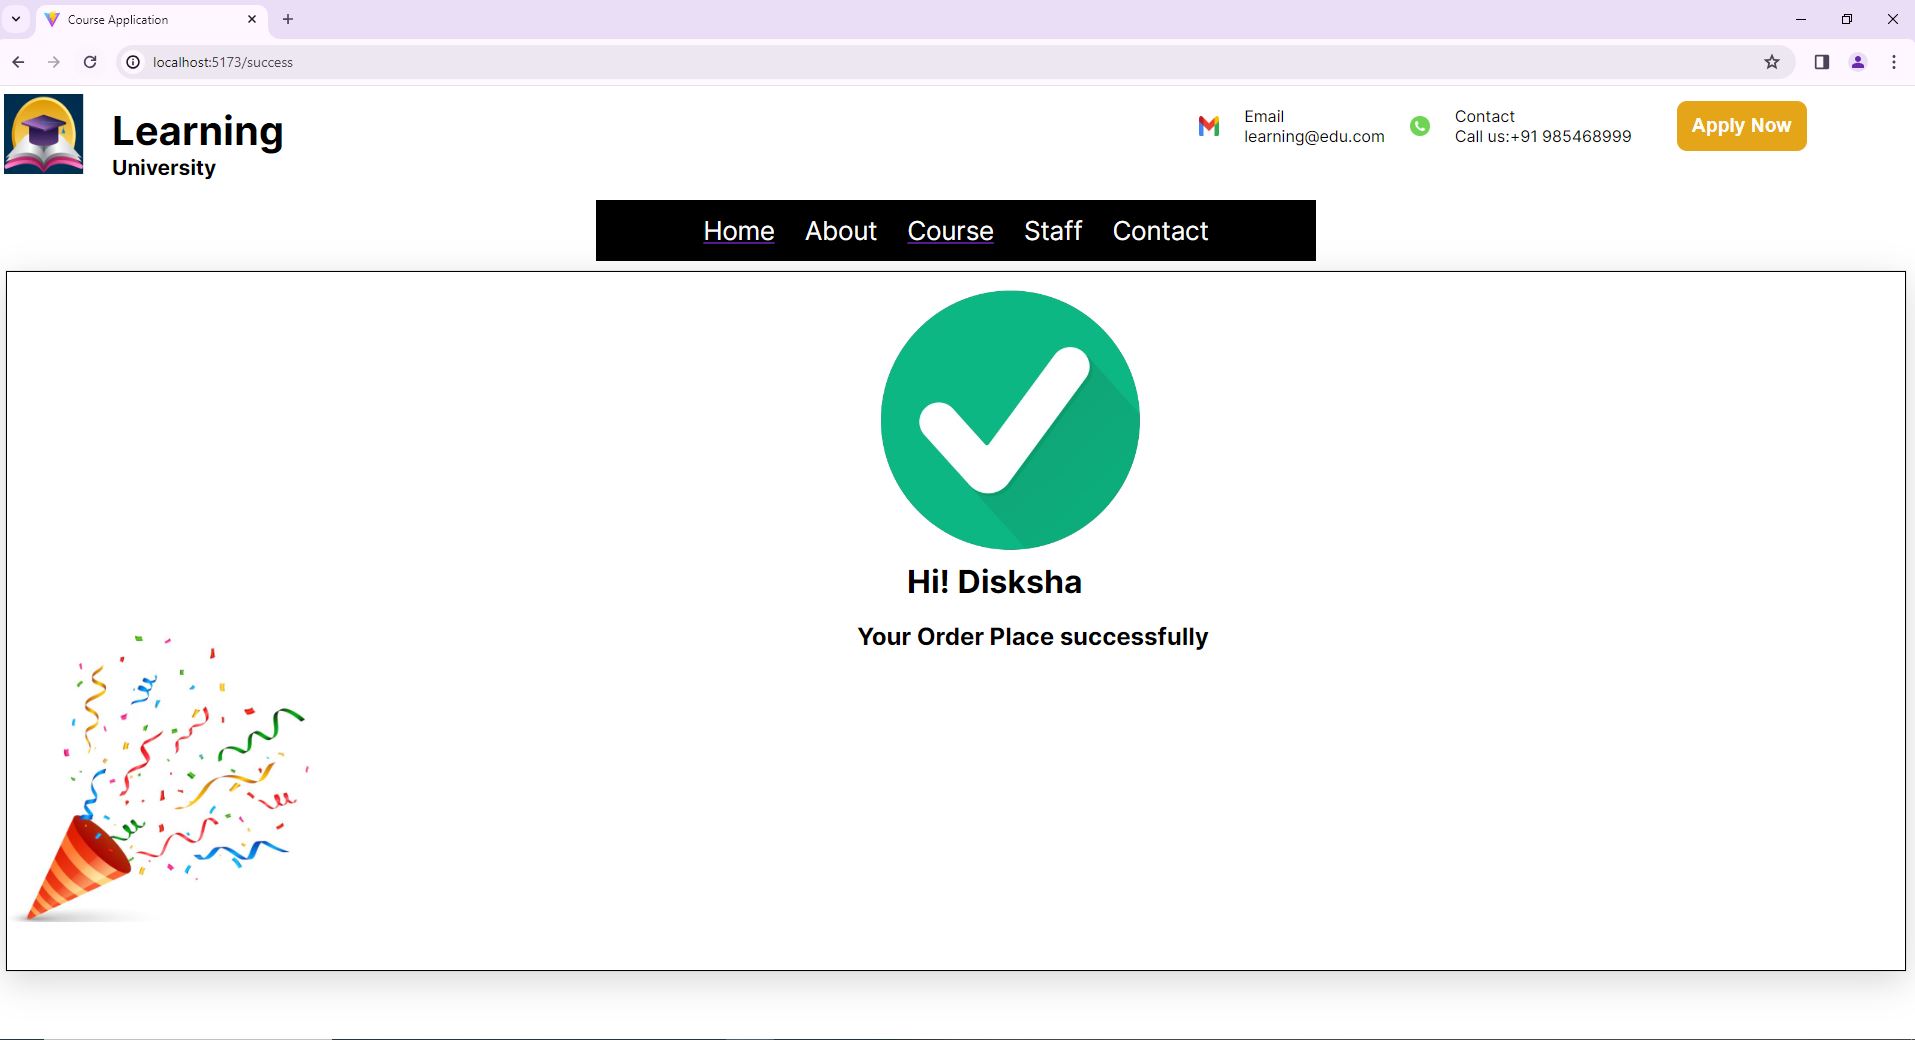 Course Application
localhost:5173/success
Learning
University
Email
learning@edu.com
Contact
Call us:+91 985468999
Apply Now
Home About Course Staff Contact
Hi! Disksha
Your Order Place successfully